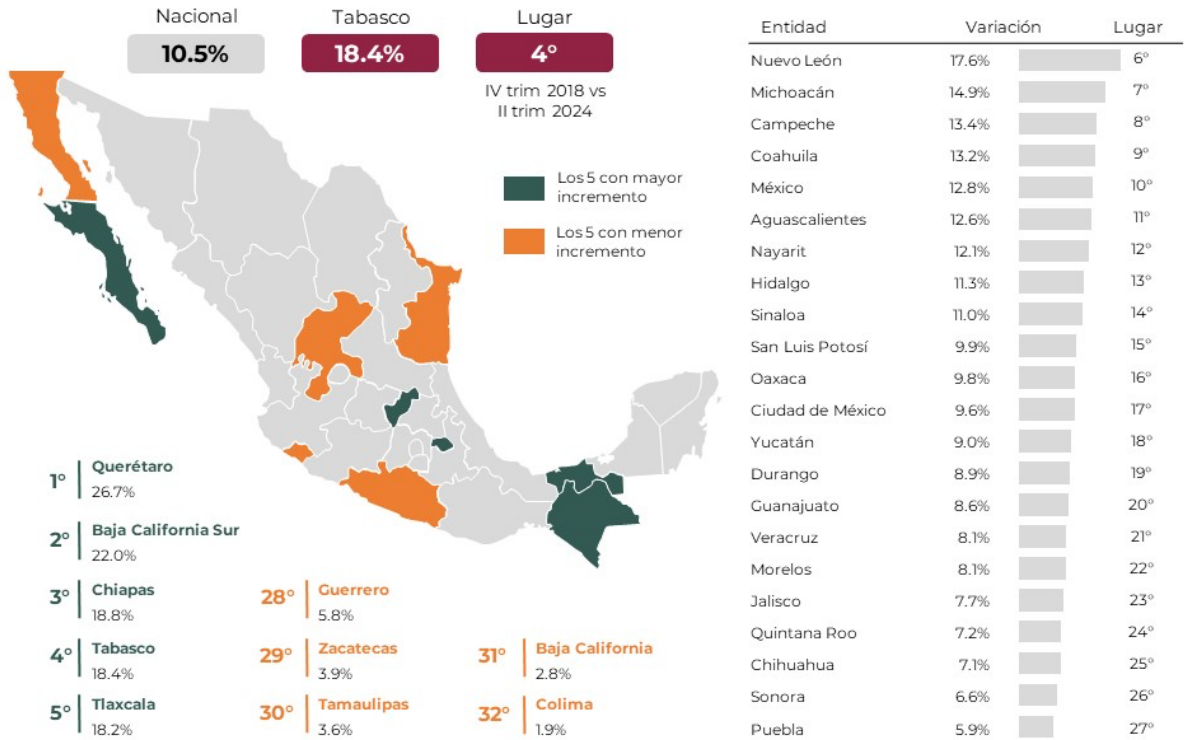 Nacional
10.5%
Tabasco
18.4%
Lugar
4°
IV trim 2018 vs
II trim 2024
Los 5 con mayor
incremento
Los 5 con menor
incremento
1°
Querétaro
26.7%
2°
Baja California Sur
22.0%
3°
Chiapas
18.8%
4°
Tabasco
18.4%
5°
Tlaxcala
18.2%
28°
Guerrero
5.8%
29°
Zacatecas
3.9%
30°
Tamaulipas
3.6%
31°
Baja California
2.8%
32°
Colima
1.9%
Entidad Variación Lugar
Nuevo León 17.6% 6°
Michoacán 14.9% 7°
Campeche 13.4% 8°
Coahuila 13.2% 9°
México 12.8% 10°
Aguascalientes 12.6% 11°
Nayarit 12.1% 12°
Hidalgo 11.3% 13°
Sinaloa 11.0% 14°
San Luis Potosí 9.9% 15°
Oaxaca 9.8% 16°
Ciudad de México 9.6% 17°
Yucatán 9.0% 18°
Durango 8.9% 19°
Guanajuato 8.6% 20°
Veracruz 8.1% 21°
Morelos 8.1% 22°
Jalisco 7.7% 23°
Quintana Roo 7.2% 24°
Chihuahua 7.1% 25°
Sonora 6.6% 26°
Puebla 5.9% 27°